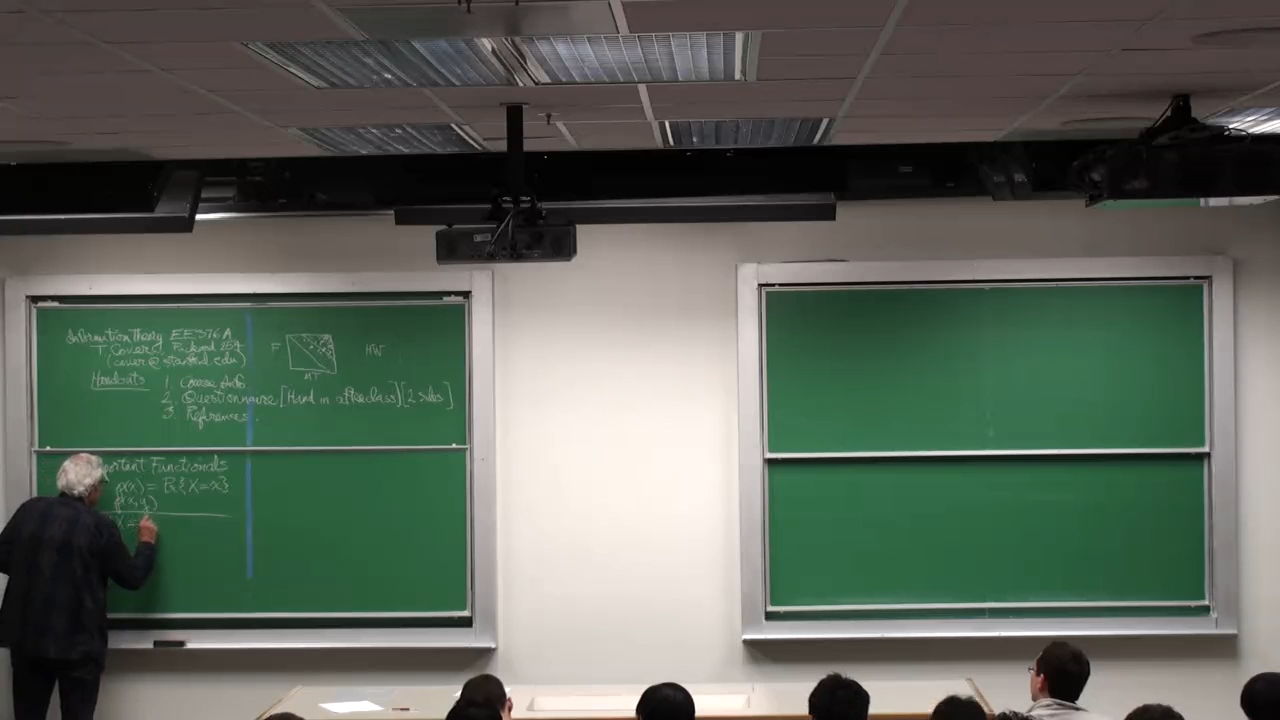 Information Theory EE376A
T Cover, Packard 254
(cover@stanford.edu)
Handouts 1. Course Info
2. Questionnaire [Hand in after class] [2 sides]
3. References.
F
MT
HW
Important Functionals
p(x) = Pr{X=x}
p(x,y)
X